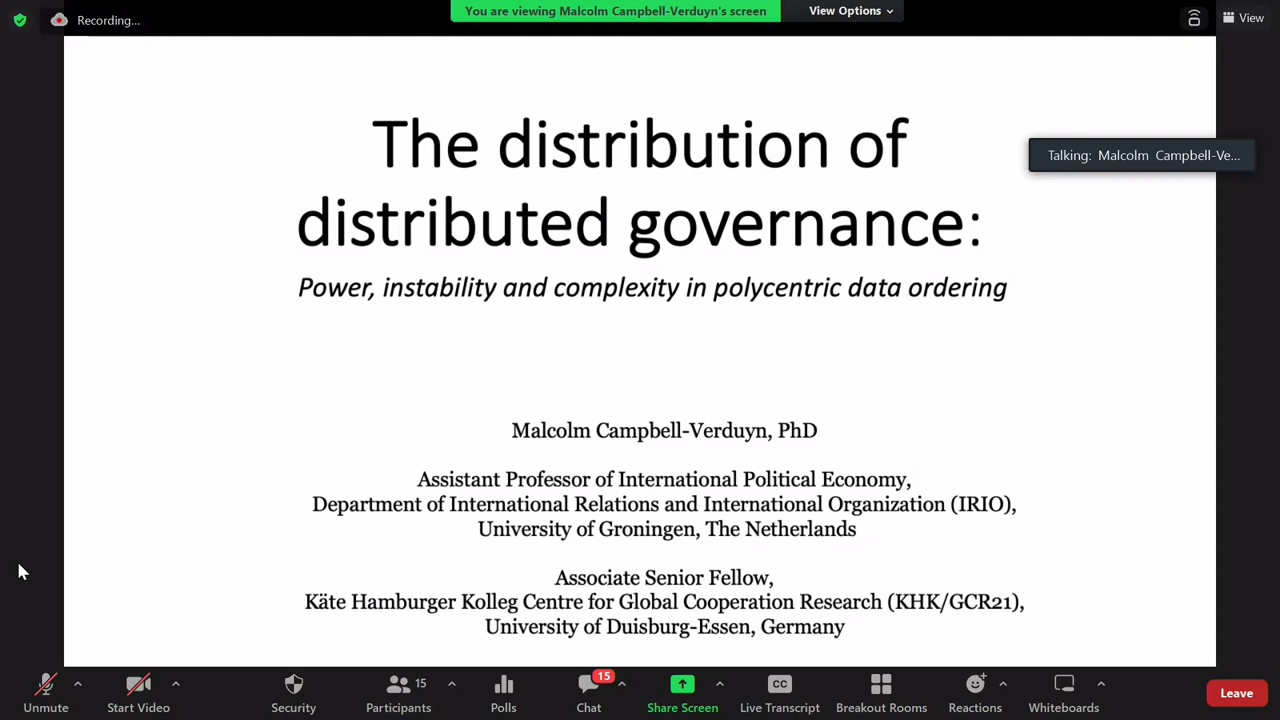 Recording...
You are viewing Malcolm Campbell-Verduyn's screen
View Options
View
The distribution of
distributed governance:
Power, instability and complexity in polycentric data ordering
Talking: Malcolm Campbell-Ve...
Malcolm Campbell-Verduyn, PhD
Assistant Professor of International Political Economy,
Department of International Relations and International Organization (IRIO),
University of Groningen, The Netherlands
Associate Senior Fellow,
Käte Hamburger Kolleg Centre for Global Cooperation Research (KHK/GCR21),
University of Duisburg-Essen, Germany
15
15
CC
Unmute
Start Video
Security
Participants
Polls
Chat
Share Screen
Live Transcript
Breakout Rooms
Reactions
Whiteboards
Leave